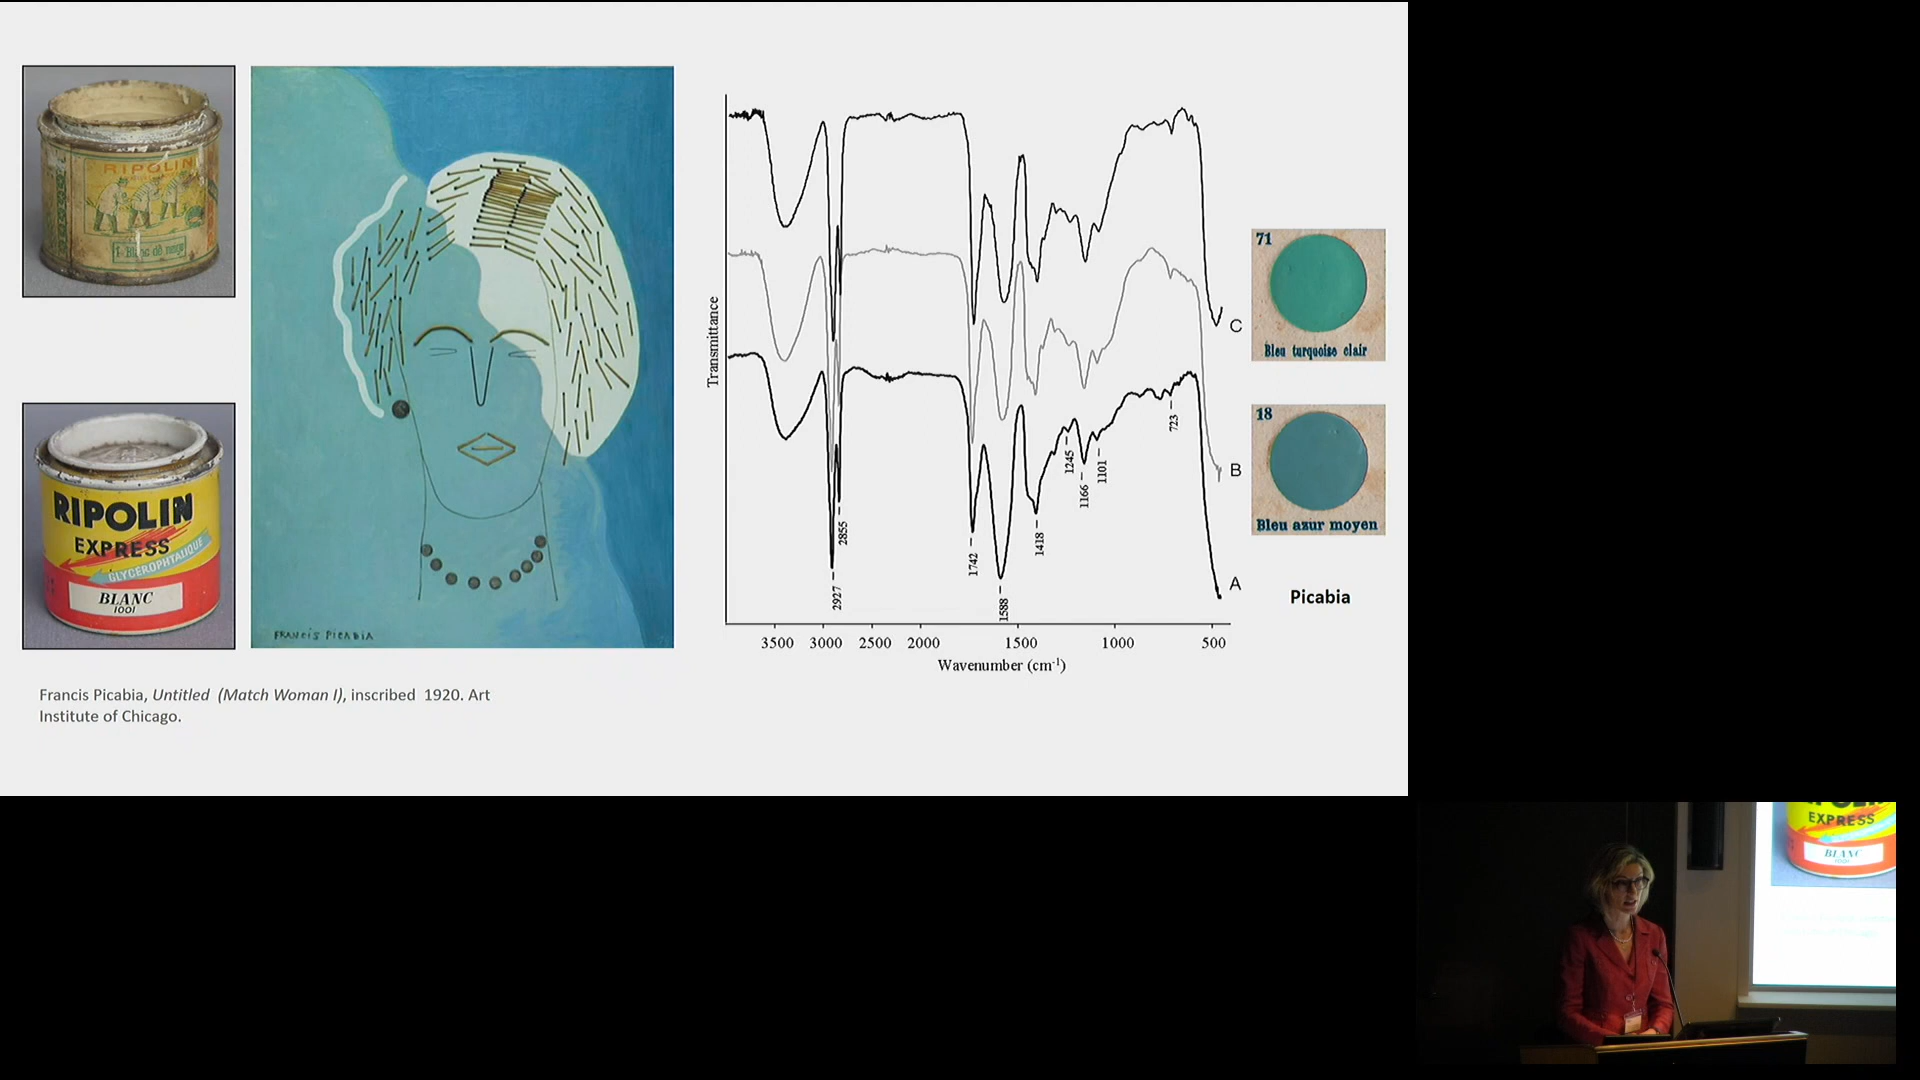 RIPOLIN
1 Blanc de neige
RIPOLIN
EXPRESS
GLYCEROPHTALIQUE
BLANC
1001
FRANCIS PICABIA
Francis Picabia, Untitled (Match Woman I), inscribed 1920. Art
Institute of Chicago.
Transmittance
2927
2855
1742
1588
1418
1245
1166
1101
723
C
B
A
3500 3000 2500 2000 1500 1000 500
Wavenumber (cm⁻¹)
71
Bleu turquoise clair
18
Bleu azur moyen
Picabia
EXPRESS
BLANC
1001